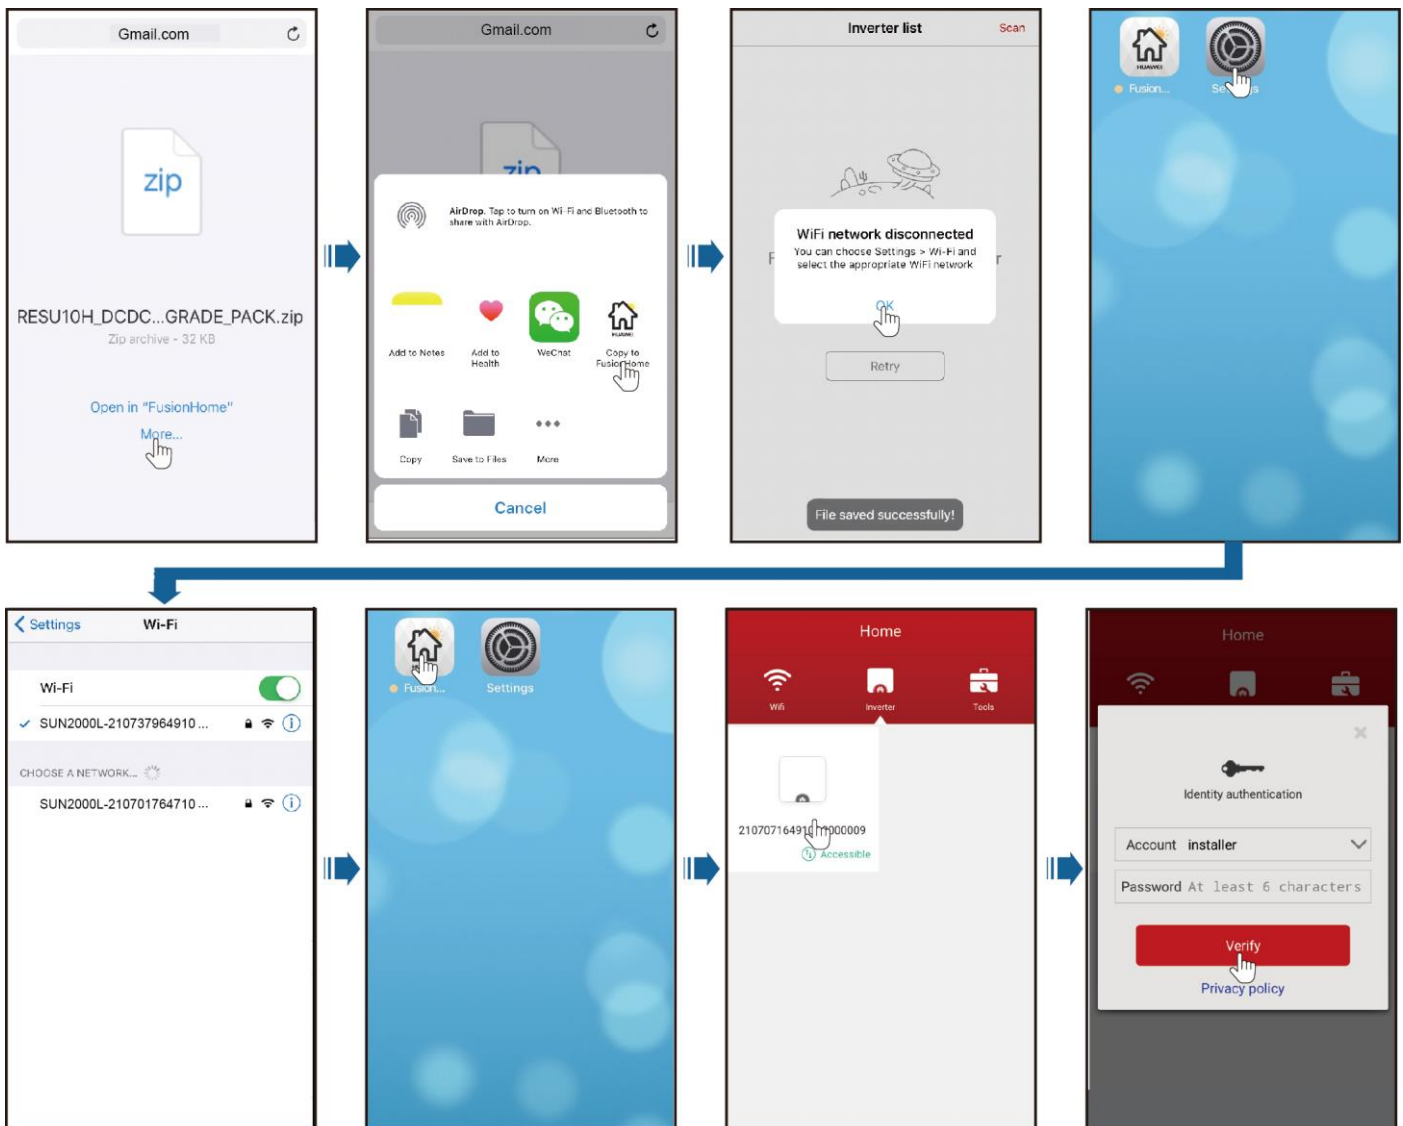 Gmail.com
zip
RESU10H_DCDC...GRADE_PACK.zip
Zip archive - 32 KB
Open in "FusionHome"
More...
Gmail.com
zip
AirDrop. Tap to turn on Wi-Fi and Bluetooth to
share with AirDrop.
Add to Notes
Add to
Health
WeChat
HUAWEI
Copy to
FusionHome
Copy
Save to Files
More
Cancel
Inverter list
Scan
WiFi network disconnected
You can choose Settings > Wi-Fi and
select the appropriate WiFi network
OK
F
r
Retry
File saved successfully!
HUAWEI
Fusion...
Settings
Settings
Wi-Fi
Wi-Fi
SUN2000L-210737964910...
CHOOSE A NETWORK...
SUN2000L-210701764710...
Fusion...
Settings
Home
Wifi
Inverter
Tools
Accessible
Home
Identity authentication
Account installer
Password At least 6 characters
Verify
Privacy policy